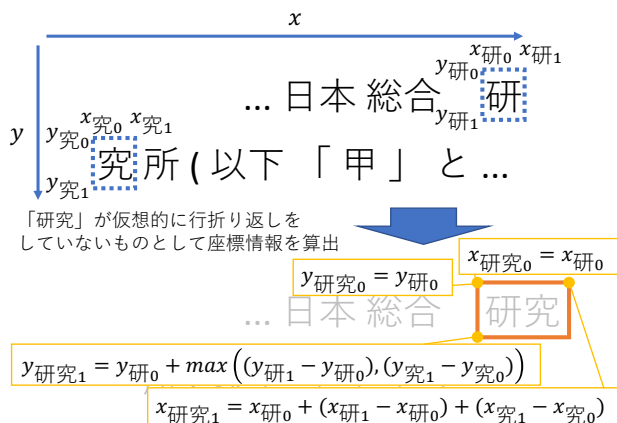 x
y
y研₀ x研₀ x研₁
... 日本 総合 研
y研₁
x究₀ x究₁
y究₀
究 所 ( 以下 「 甲 」 と ...
y究₁
「研究」が仮想的に行折り返しを
していないものとして座標情報を算出
x研究₀ = x研₀
y研究₀ = y研₀
... 日本 総合 研究
y研究₁ = y研₀ + max((y研₁ − y研₀), (y究₁ − y究₀))
x研究₁ = x研₀ + (x研₁ − x研₀) + (x究₁ − x究₀)